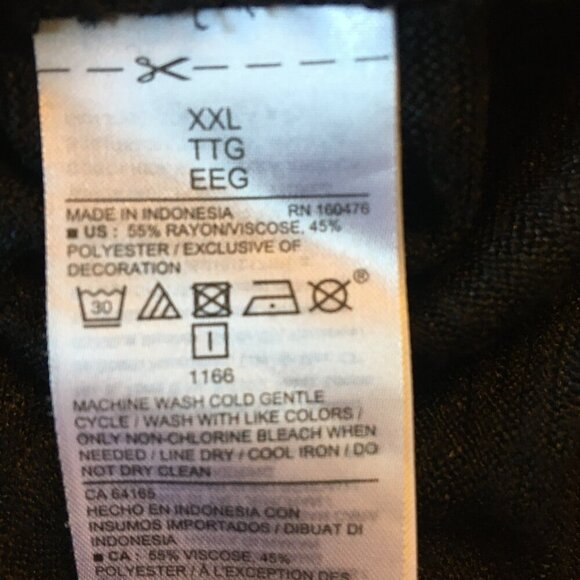 XXL
TTG
EEG
MADE IN INDONESIA RN 160476
■ US : 55% RAYON/VISCOSE, 45%
POLYESTER / EXCLUSIVE OF
DECORATION
30
®
1166
MACHINE WASH COLD GENTLE
CYCLE / WASH WITH LIKE COLORS /
ONLY NON-CHLORINE BLEACH WHEN
NEEDED / LINE DRY / COOL IRON / DO
NOT DRY CLEAN
CA 64165
HECHO EN INDONESIA CON
INSUMOS IMPORTADOS / DIBUAT DI
INDONESIA
■ CA : 55% VISCOSE, 45%
POLYESTER / À L'EXCEPTION DES